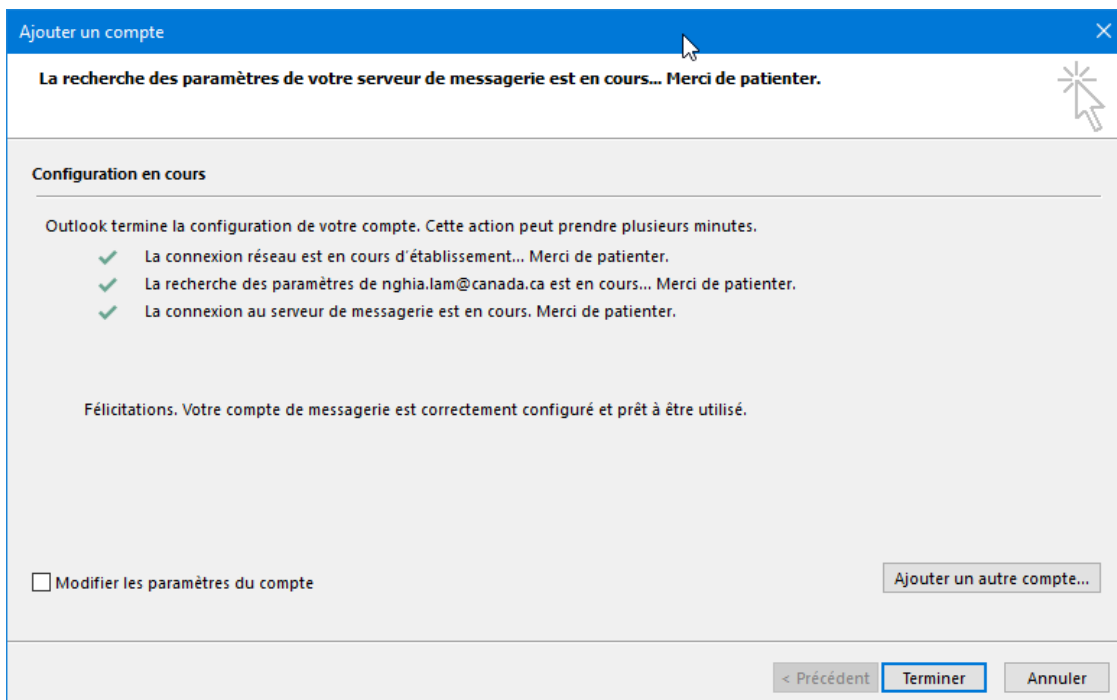 Ajouter un compte
La recherche des paramètres de votre serveur de messagerie est en cours... Merci de patienter.
Configuration en cours
Outlook termine la configuration de votre compte. Cette action peut prendre plusieurs minutes.
La connexion réseau est en cours d'établissement... Merci de patienter.
La recherche des paramètres de nghia.lam@canada.ca est en cours... Merci de patienter.
La connexion au serveur de messagerie est en cours. Merci de patienter.
Félicitations. Votre compte de messagerie est correctement configuré et prêt à être utilisé.
Modifier les paramètres du compte
Ajouter un autre compte...
< Précédent
Terminer
Annuler